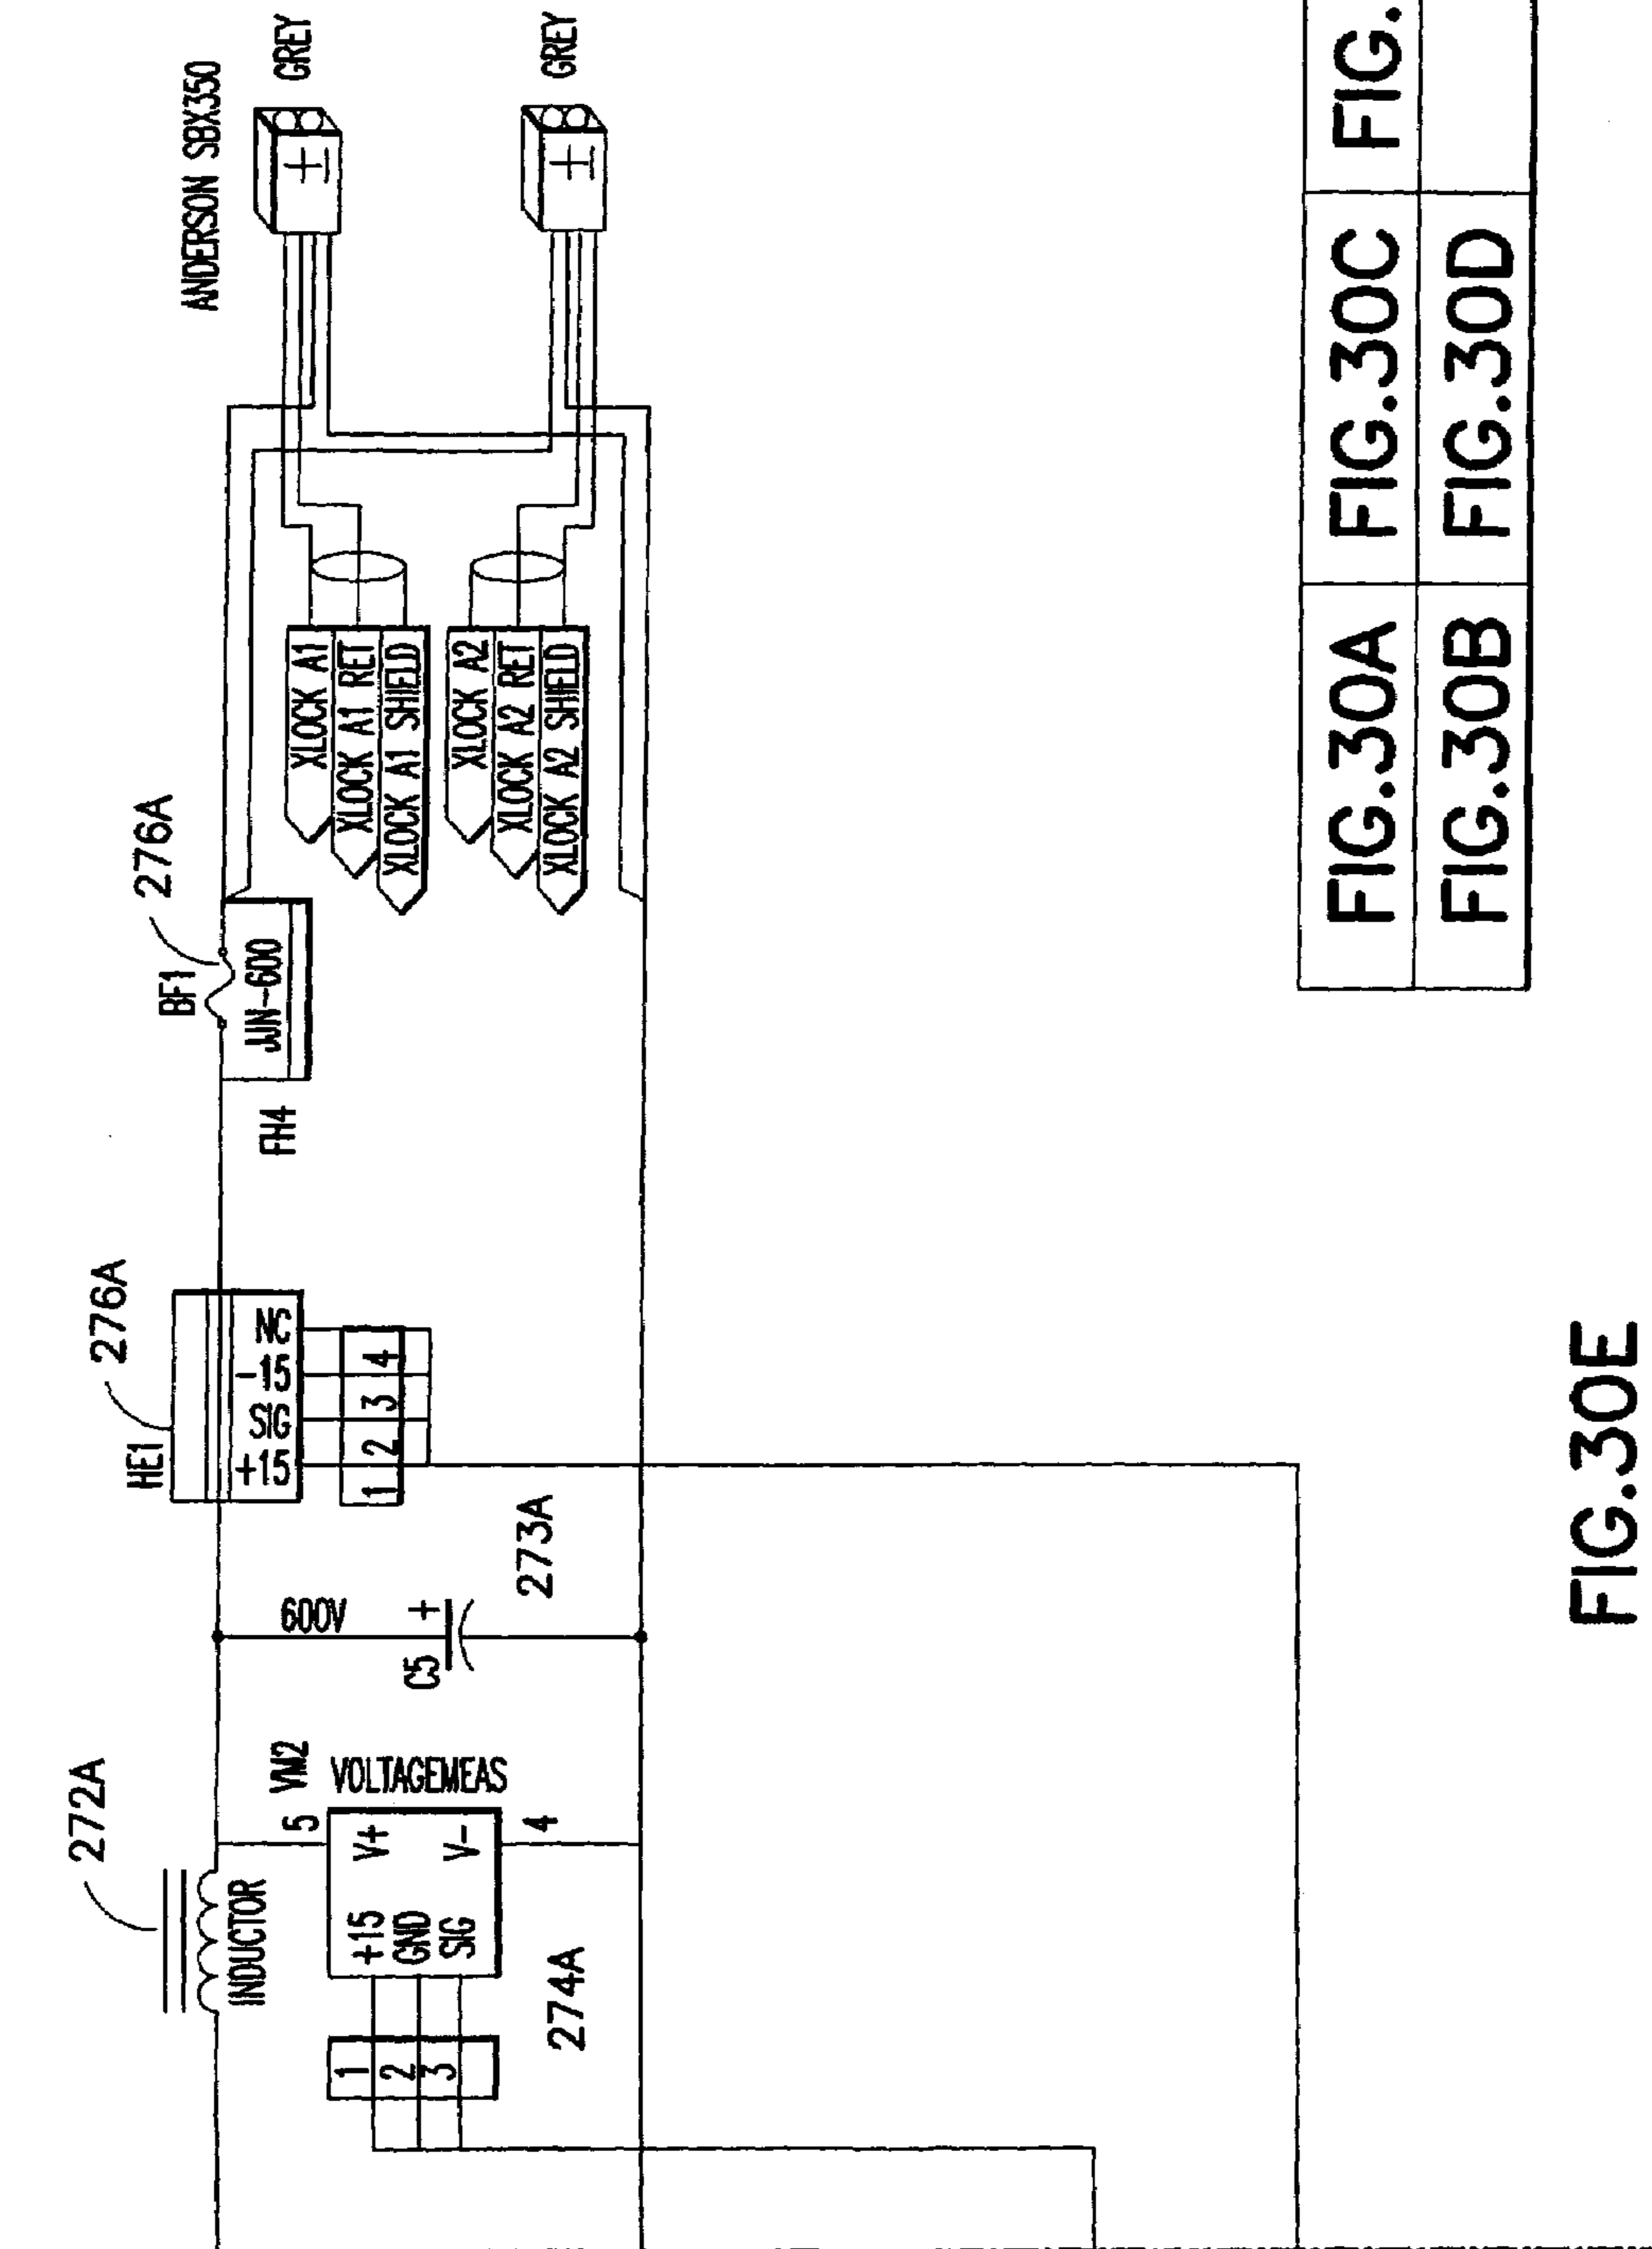 272A
INDUCTOR
VM2
VOLTAGEMEAS
5
V+
V-
4
+15
GND
SIG
1
2
3
274A
600V
C5
+
273A
276A
HE1
+15
SIG
-15
NC
1
2
3
4
276A
BF1
JJN-600
FH4
XLOCK A1
XLOCK A1 RET
XLOCK A1 SHIELD
XLOCK A2
XLOCK A2 RET
XLOCK A2 SHIELD
ANDERSON SBX350
+ -
GREY
+ -
GREY
FIG.30A FIG.30C FIG.
FIG.30B FIG.30D
FIG.30E